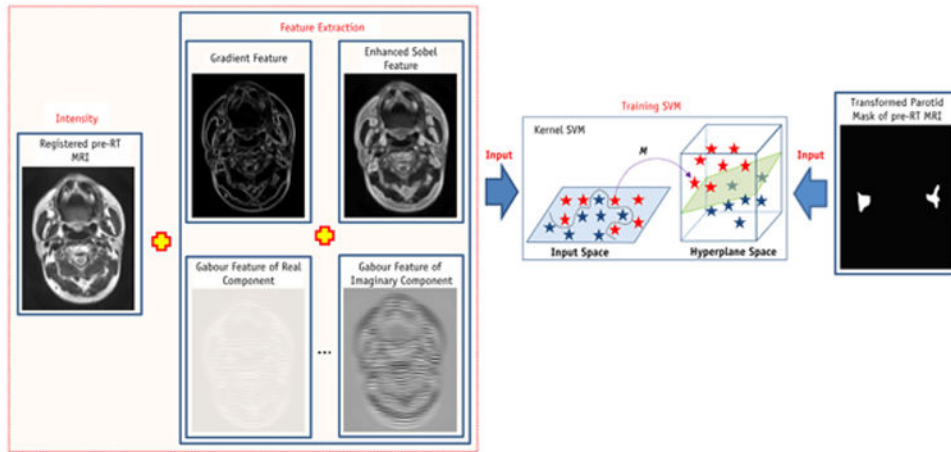 Feature Extraction
Gradient Feature
Enhanced Sobel
Feature
Intensity
Registered pre-RT
MRI
Gabour Feature of Real
Component
Gabour Feature of
Imaginary Component
...
Input
Training SVM
Kernel SVM
M
Input Space
Hyperplane Space
Input
Transformed Parotid
Mask of pre-RT MRI